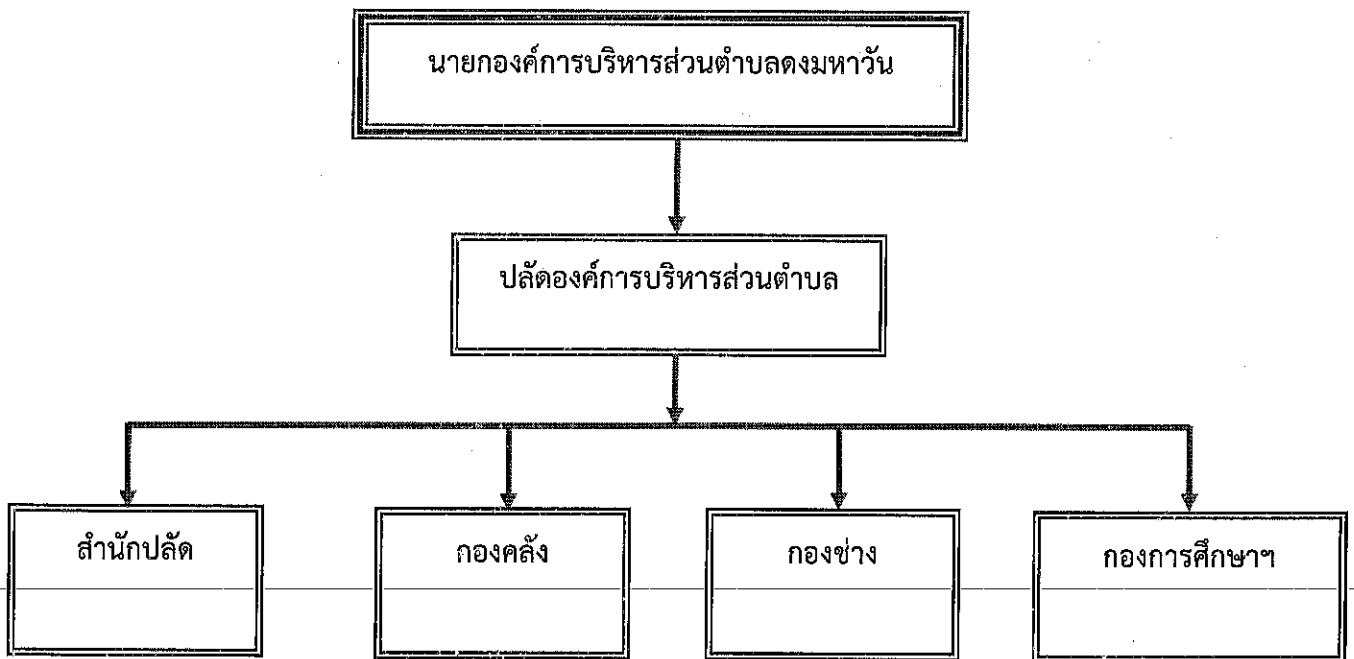 นายกองค์การบริหารส่วนตำบลดงมหาวัน
ปลัดองค์การบริหารส่วนตำบล
สำนักปลัด
กองคลัง
กองช่าง
กองการศึกษาฯ